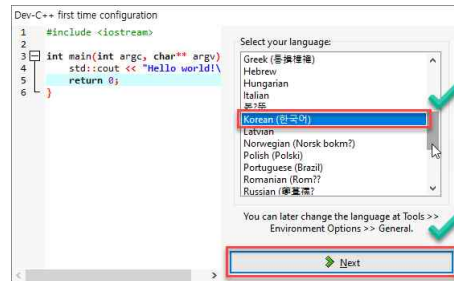 Dev-C++ first time configuration
1 #include <iostream>
2
3 int main(int argc, char** argv)
4 std::cout << "Hello world!\
5 return 0;
6 }
Select your language:
Greek
Hebrew
Hungarian
Italian
Korean (한국어)
Latvian
Norwegian (Norsk bokm?)
Polish (Polski)
Portuguese (Brazil)
Romanian (Rom??
Russian
You can later change the language at Tools >>
Environment Options >> General.
Next